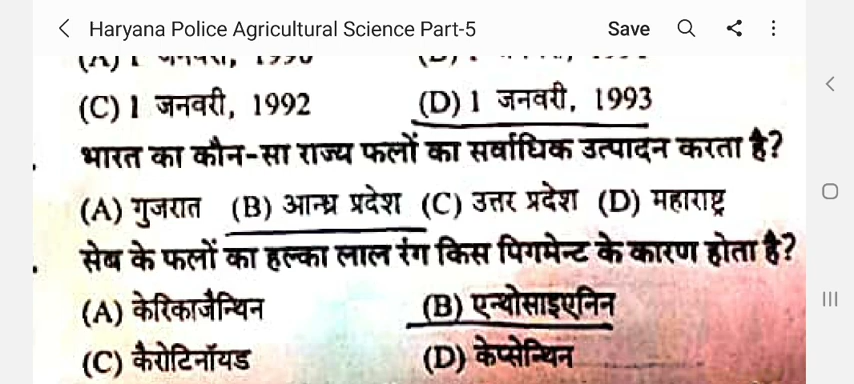 Haryana Police Agricultural Science Part-5 Save
(C) 1 जनवरी, 1992 (D) 1 जनवरी, 1993
भारत का कौन-सा राज्य फलों का सर्वाधिक उत्पादन करता है?
(A) गुजरात (B) आन्ध्र प्रदेश (C) उत्तर प्रदेश (D) महाराष्ट्र
सेब के फलों का हल्का लाल रंग किस पिगमेन्ट के कारण होता है?
(A) केरिकाजैन्थिन (B) एन्थोसाइएनिन
(C) कैरोटिनॉयड (D) केप्सेन्थिन